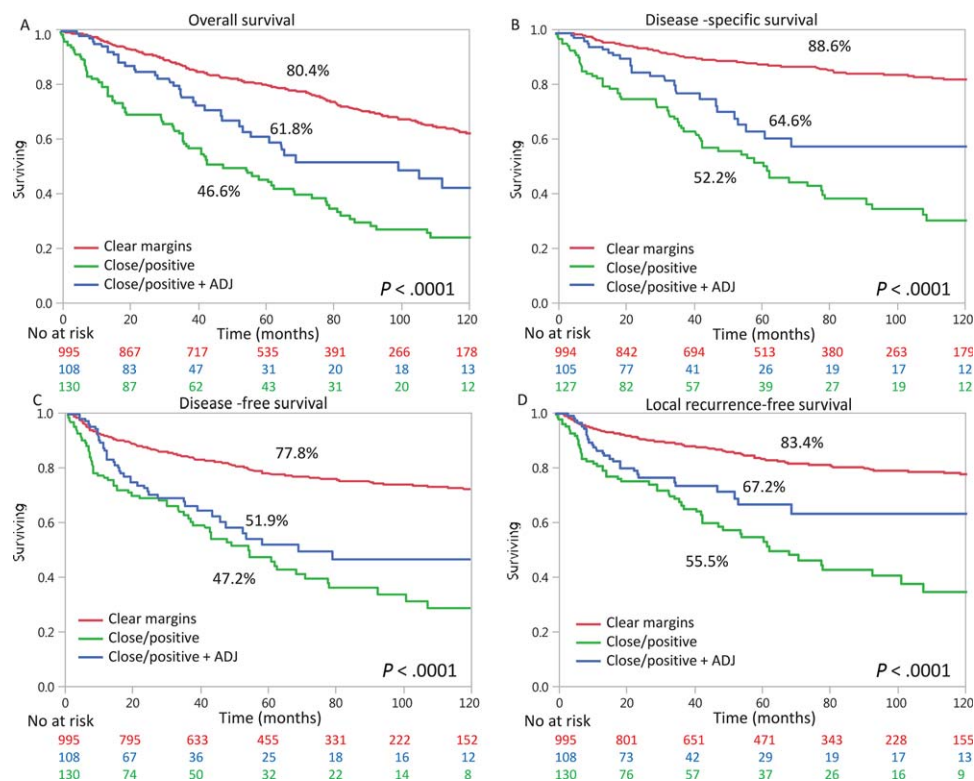 A
Overall survival
1.0
0.8
0.6
0.4
0.2
0.0
Surviving
80.4%
61.8%
46.6%
Clear margins
Close/positive
Close/positive + ADJ
P < .0001
0 20 40 60 80 100 120
No at risk
Time (months)
995 867 717 535 391 266 178
108 83 47 31 20 18 13
130 87 62 43 31 20 12
B
Disease -specific survival
1.0
0.8
0.6
0.4
0.2
0.0
Surviving
88.6%
64.6%
52.2%
Clear margins
Close/positive
Close/positive + ADJ
P < .0001
0 20 40 60 80 100 120
No at risk
Time (months)
994 842 694 513 380 263 179
105 77 41 26 19 17 12
127 82 57 39 27 19 12
C
Disease -free survival
1.0
0.8
0.6
0.4
0.2
0.0
Surviving
77.8%
51.9%
47.2%
Clear margins
Close/positive
Close/positive + ADJ
P < .0001
0 20 40 60 80 100 120
No at risk
Time (months)
995 795 633 455 331 222 152
108 67 36 25 18 16 12
130 74 50 32 22 14 8
D
Local recurrence-free survival
1.0
0.8
0.6
0.4
0.2
0.0
Surviving
83.4%
67.2%
55.5%
Clear margins
Close/positive
Close/positive + ADJ
P < .0001
0 20 40 60 80 100 120
No at risk
Time (months)
995 801 651 471 343 228 155
108 73 42 29 19 17 13
130 76 57 37 26 16 9